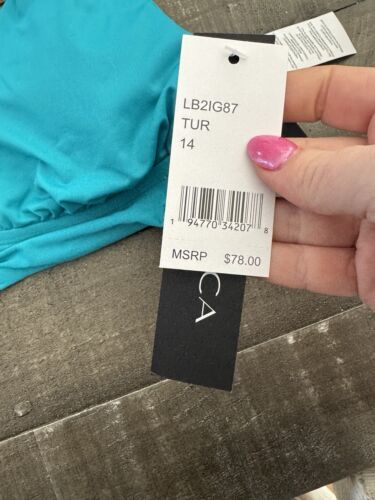 LB2IG87
TUR
14
1 94770 34207 8
MSRP $78.00
CA